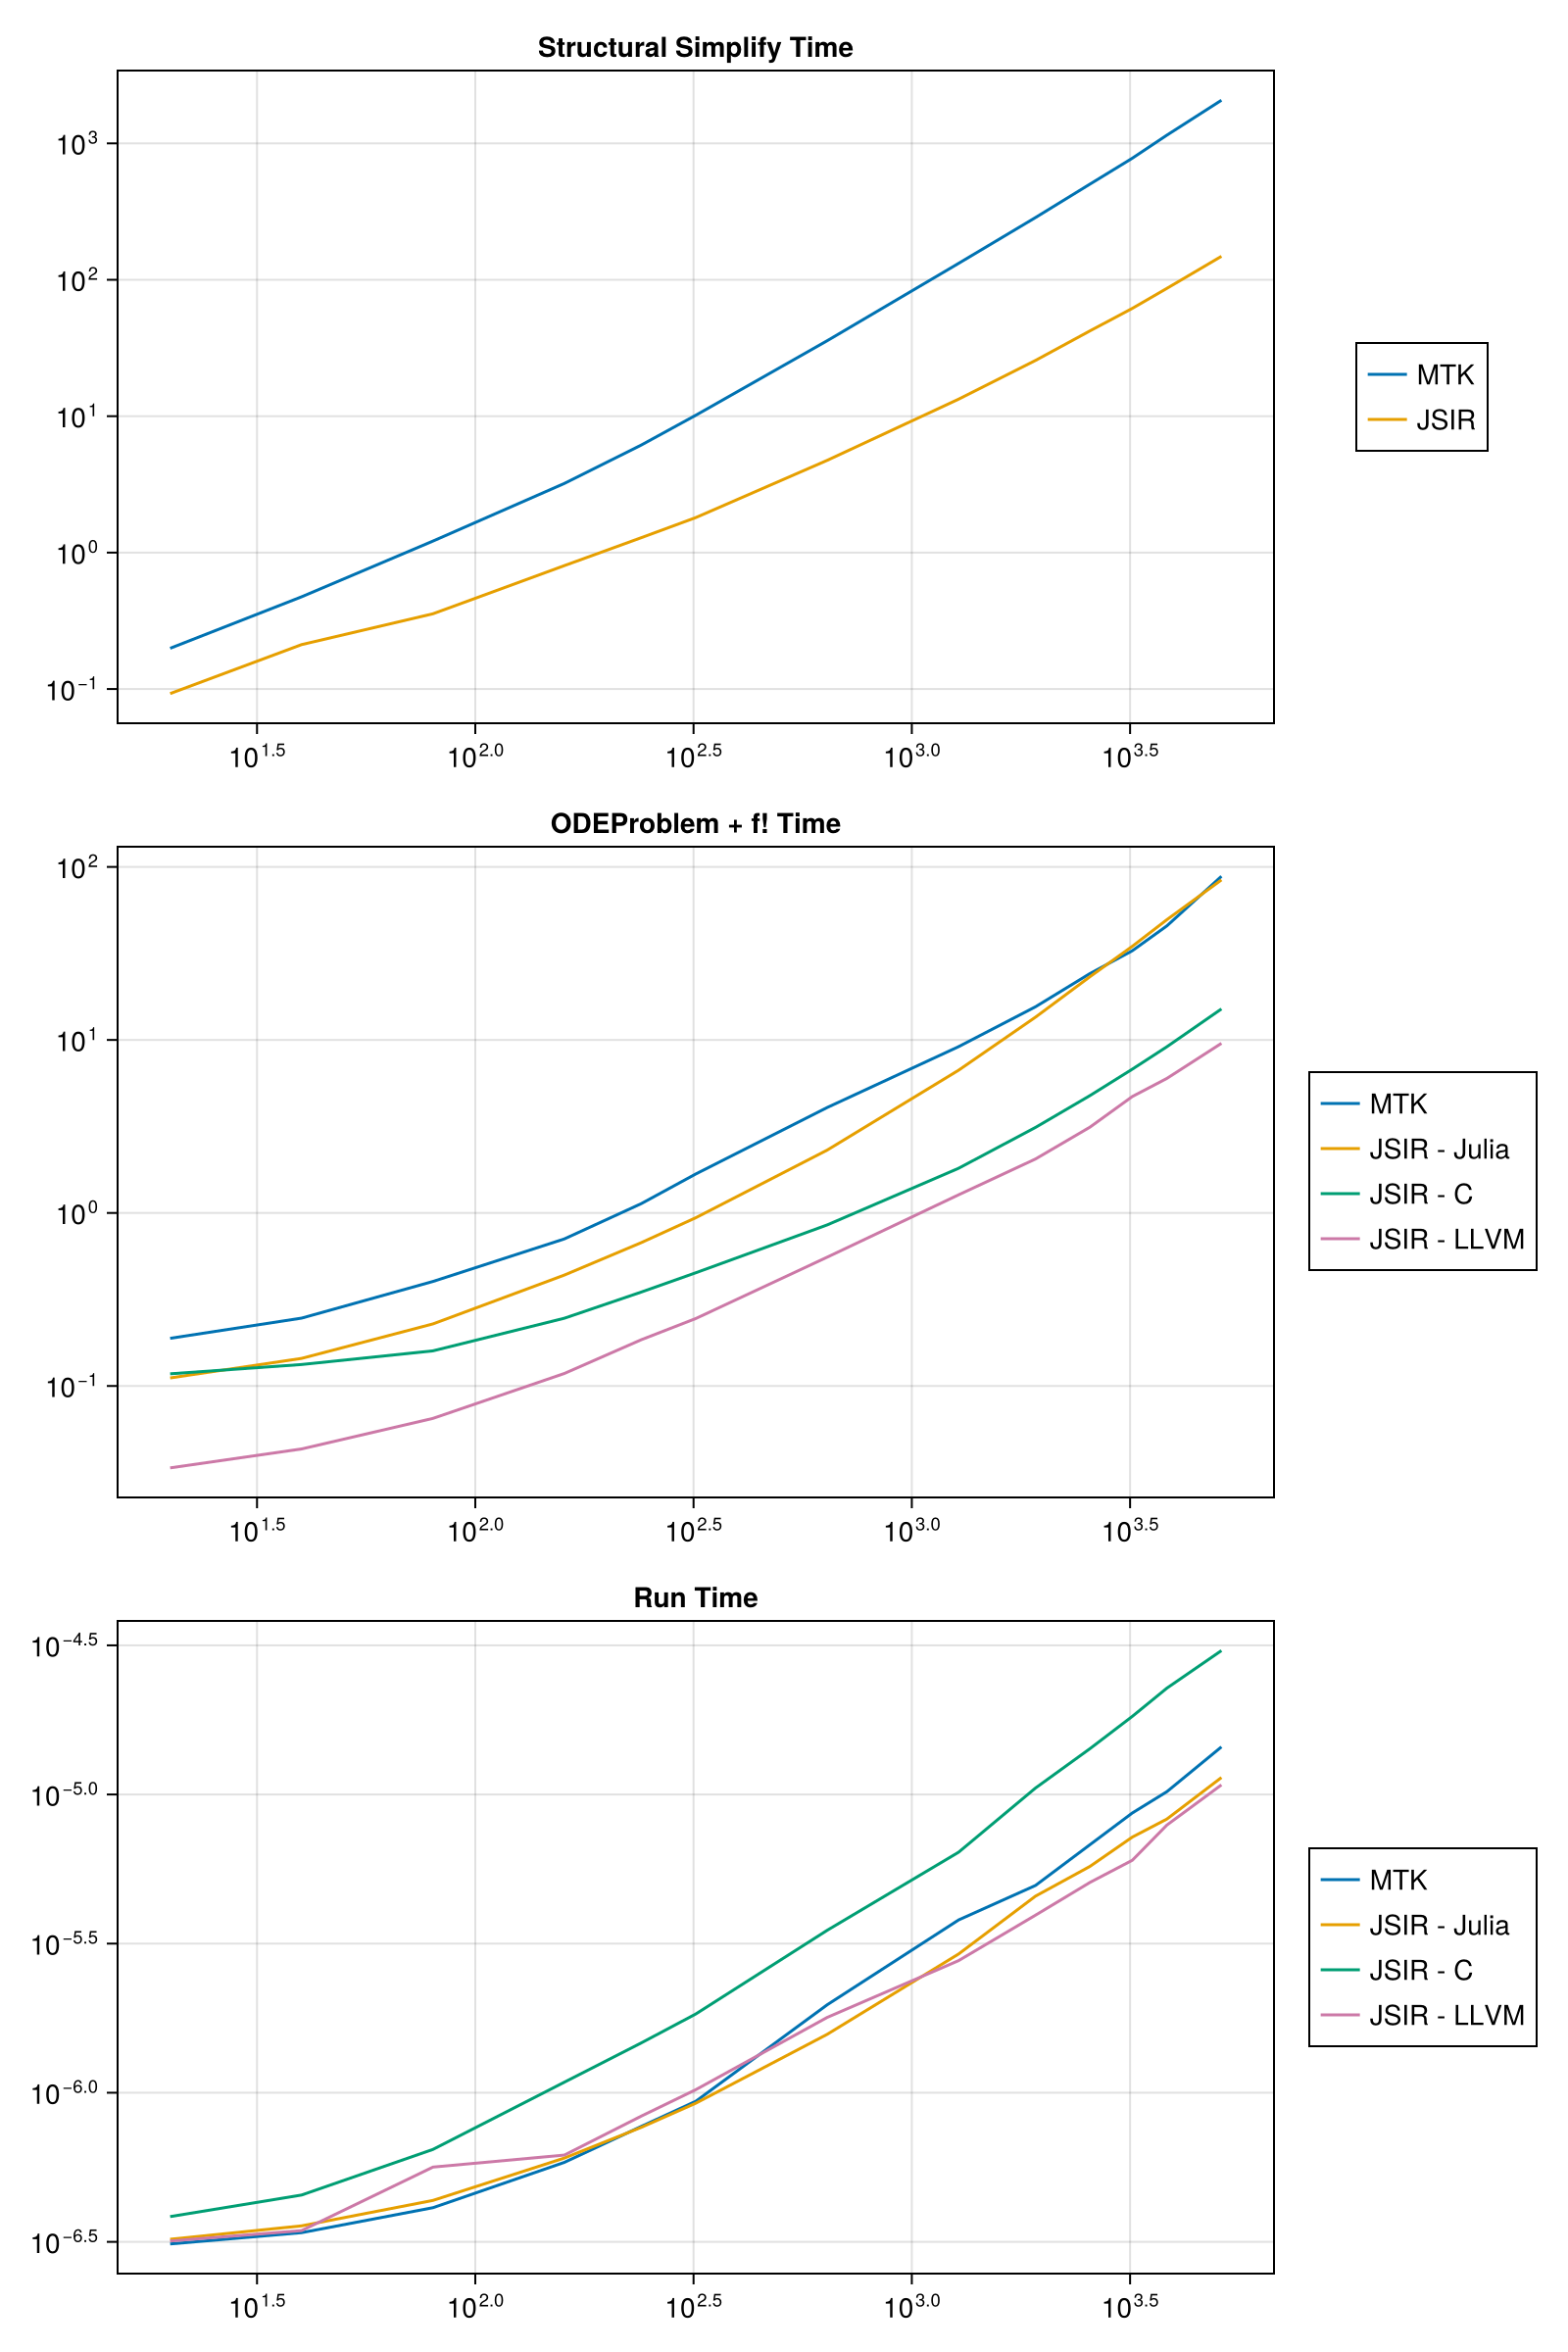 Structural Simplify Time
10^3
10^2
10^1
10^0
10^−1
10^1.5 10^2.0 10^2.5 10^3.0 10^3.5
MTK
JSIR
ODEProblem + f! Time
10^2
10^1
10^0
10^−1
10^1.5 10^2.0 10^2.5 10^3.0 10^3.5
MTK
JSIR - Julia
JSIR - C
JSIR - LLVM
Run Time
10^−4.5
10^−5.0
10^−5.5
10^−6.0
10^−6.5
10^1.5 10^2.0 10^2.5 10^3.0 10^3.5
MTK
JSIR - Julia
JSIR - C
JSIR - LLVM